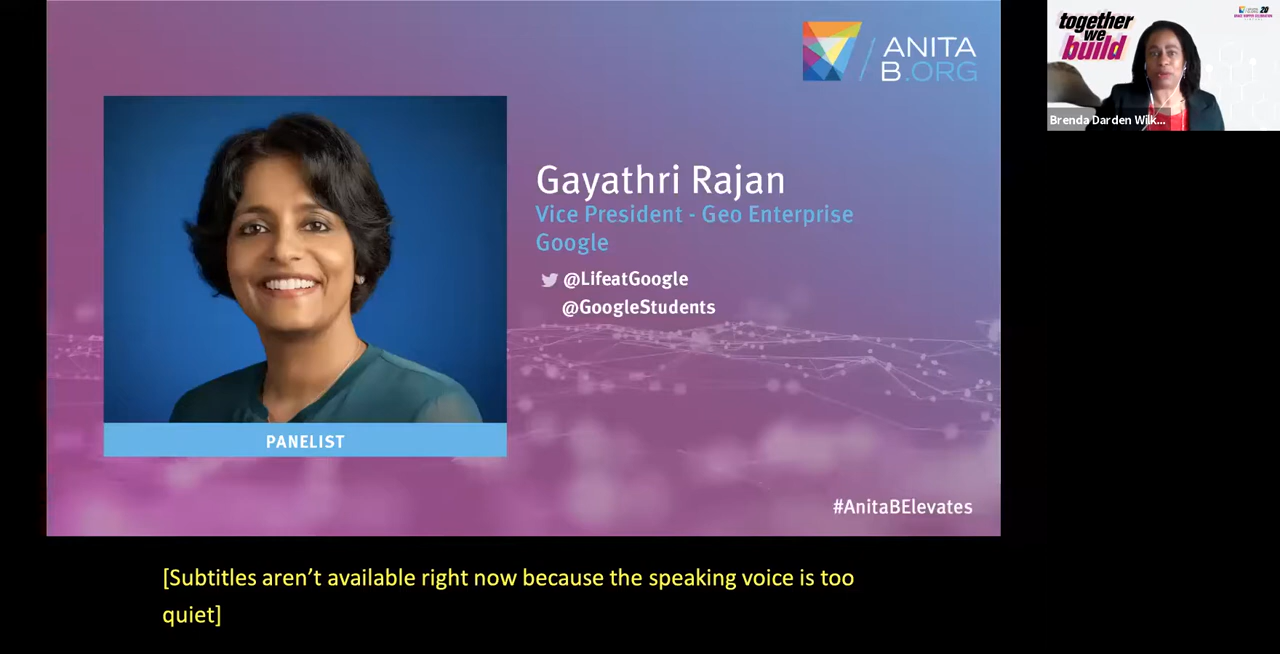 ANITA
B.ORG
Gayathri Rajan
Vice President - Geo Enterprise
Google
@LifeatGoogle
@GoogleStudents
PANELIST
#AnitaBElevates
together
we
build
20
Brenda Darden Wilk...
[Subtitles aren't available right now because the speaking voice is too
quiet]